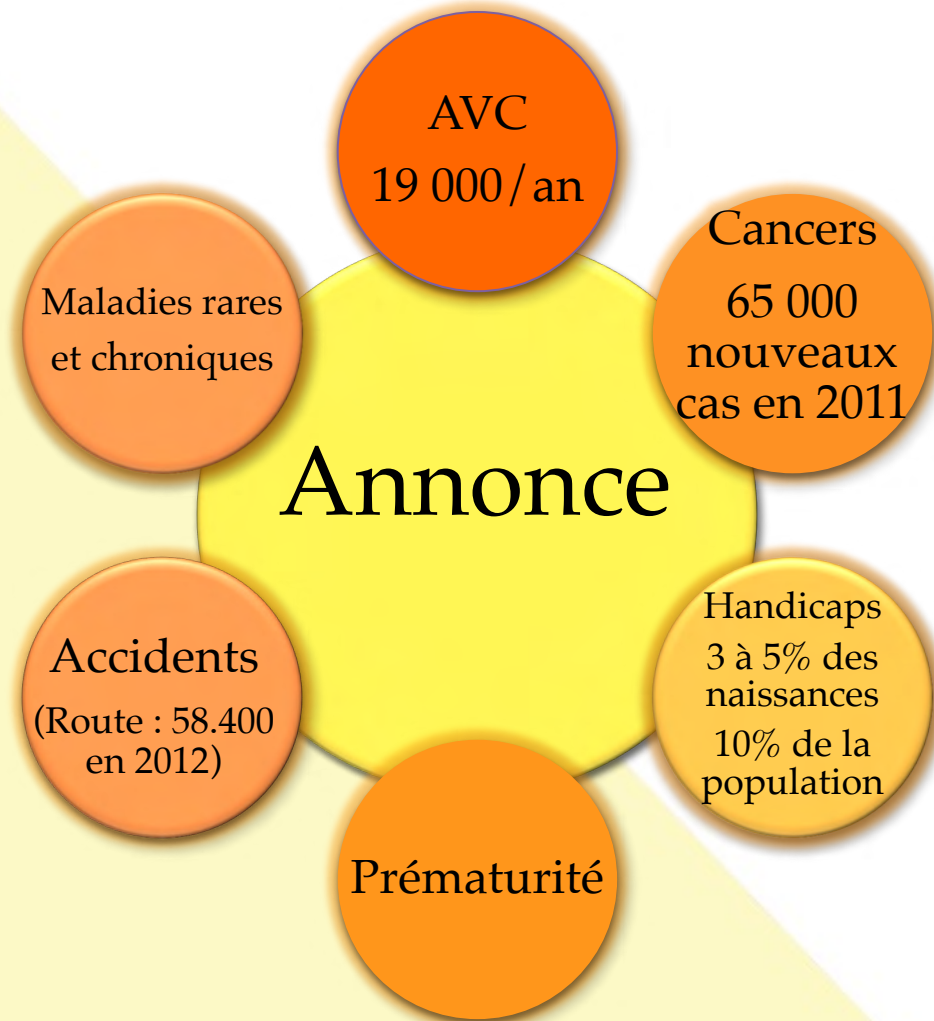 AVC
19 000/an
Cancers
65 000
nouveaux
cas en 2011
Maladies rares
et chroniques
Annonce
Handicaps
3 à 5% des
naissances
10% de la
population
Accidents
(Route : 58.400
en 2012)
Prématurité